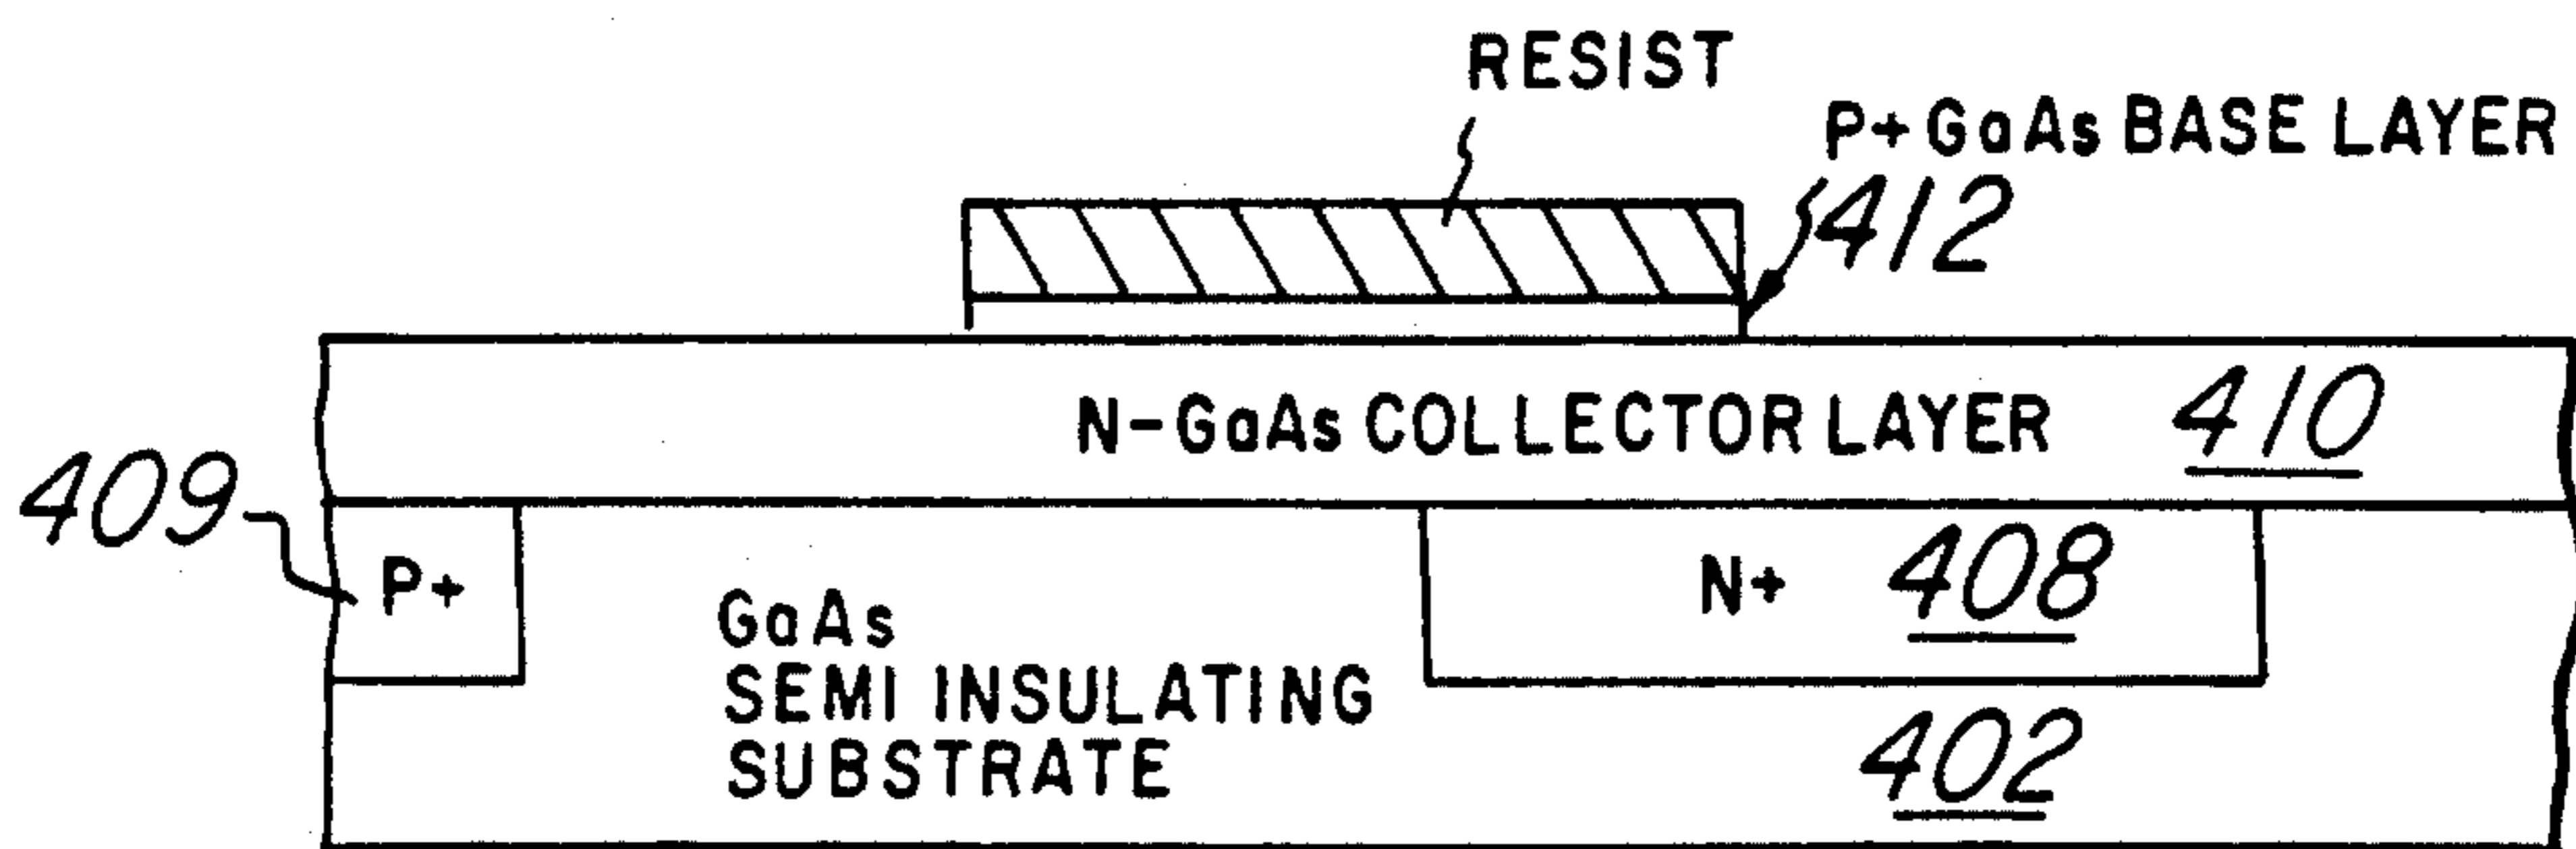 RESIST
P+GaAs BASE LAYER
412
N-GaAs COLLECTOR LAYER 410
409
P+
N+ 408
GaAs
SEMI INSULATING
SUBSTRATE
402